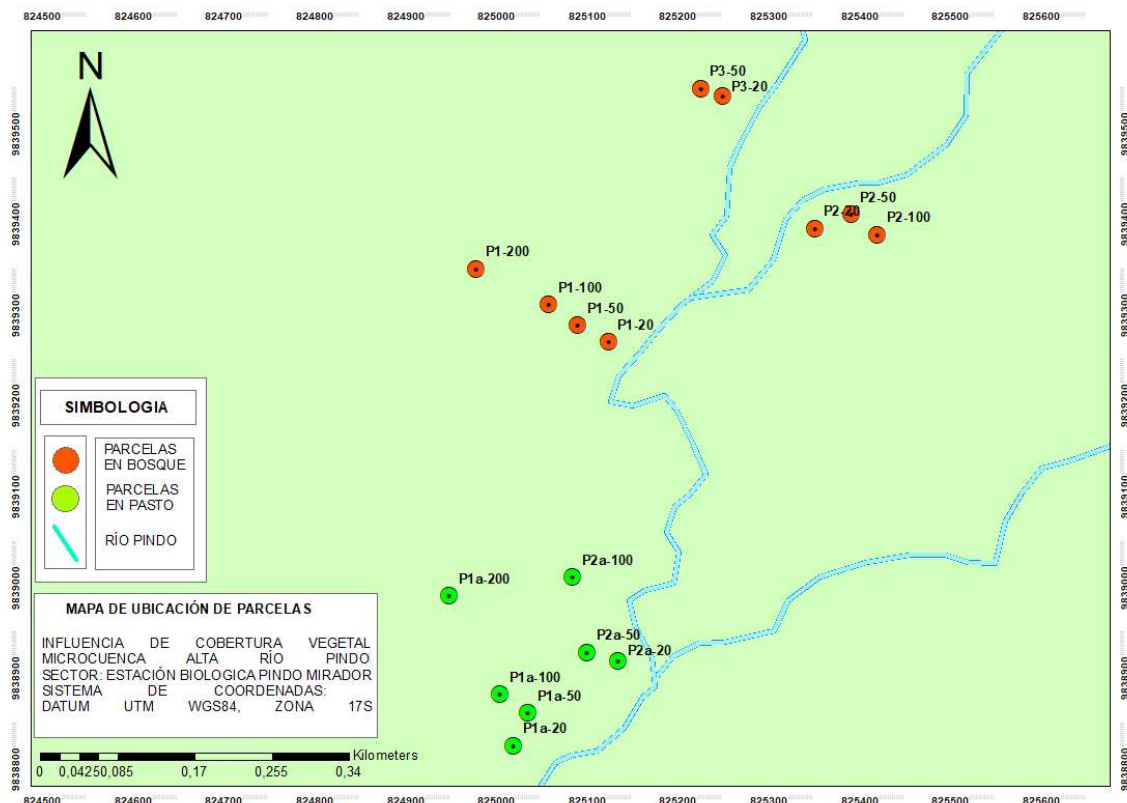 824500 824600 824700 824800 824900 825000 825100 825200 825300 825400 825500 825600
N
P3-50
P3-20
9839500 9839500
P2-50
P2-20
P2-100
9839400 9839400
P1-200
P1-100
P1-50
P1-20
9839300 9839300
9839200 9839200
SIMBOLOGIA
PARCELAS
EN BOSQUE
PARCELAS
EN PASTO
RÍO PINDO
9839100 9839100
P2a-100
P1a-200
9839000 9839000
MAPA DE UBICACIÓN DE PARCELAS
INFLUENCIA DE COBERTURA VEGETAL
MICROCUENCA ALTA RÍO PINDO
SECTOR: ESTACIÓN BIOLOGICA PINDO MIRADOR
SISTEMA DE COORDENADAS:
DATUM UTM WGS84, ZONA 17S
P2a-50
P2a-20
P1a-100
P1a-50
P1a-20
9838900 9838900
Kilometers
0 0,0425 0,085 0,17 0,255 0,34
9838800 9838800
824500 824600 824700 824800 824900 825000 825100 825200 825300 825400 825500 825600